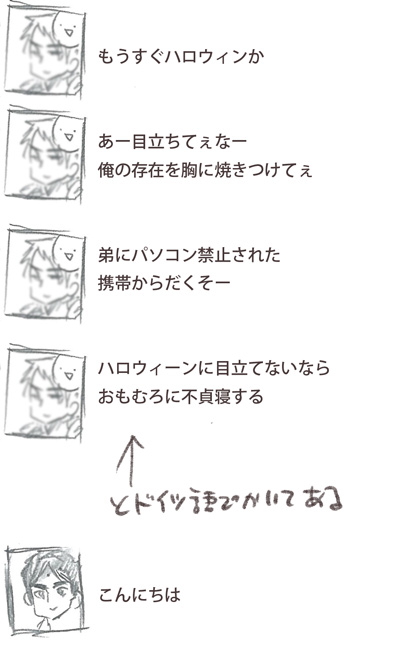 もうすぐハロウィンか
あー目立ちてぇなー
俺の存在を胸に焼きつけてぇ
弟にパソコン禁止された
携帯からだくそー
ハロウィーンに目立てないなら
おもむろに不貞寝する
↑
とドイツ語でかいてある
こんにちは